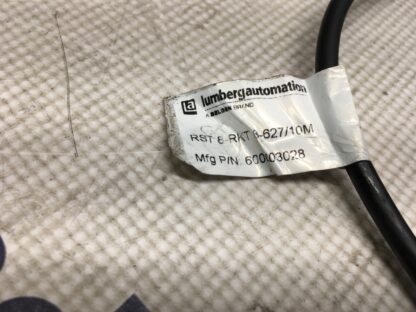 lumbergautomation
A BELDEN BRAND
RST 8-RKT 8-627/10M
Mfg P/N: 600003028